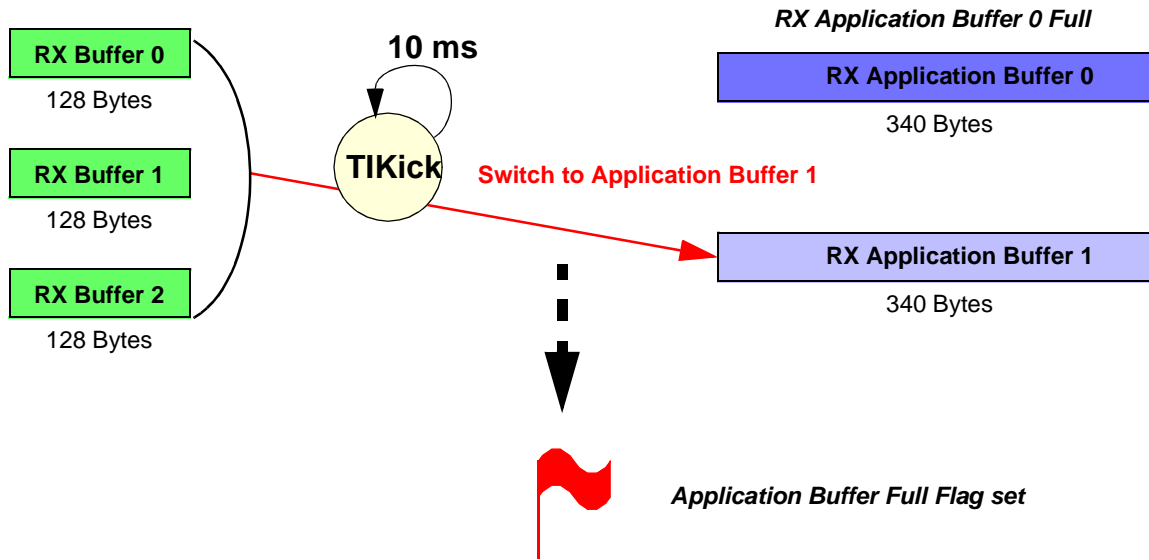 RX Application Buffer 0 Full
RX Buffer 0
128 Bytes
10 ms
RX Application Buffer 0
340 Bytes
RX Buffer 1
128 Bytes
TIKick
Switch to Application Buffer 1
RX Application Buffer 1
340 Bytes
RX Buffer 2
128 Bytes
Application Buffer Full Flag set